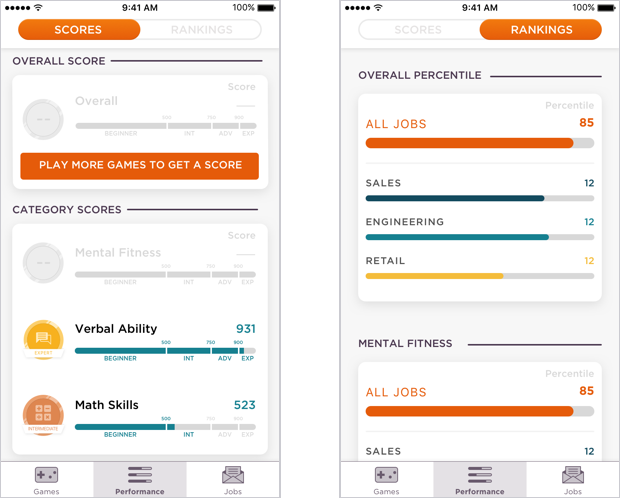 9:41 AM 100%
SCORES RANKINGS
OVERALL SCORE
Score
Overall
500 750 900
BEGINNER INT ADV EXP
PLAY MORE GAMES TO GET A SCORE
CATEGORY SCORES
Score
Mental Fitness
500 750 900
BEGINNER INT ADV EXP
Verbal Ability 931
500 750 900
EXPERT
BEGINNER INT ADV EXP
Math Skills 523
500 750 900
INTERMEDIATE
BEGINNER INT ADV EXP
Games Performance Jobs
9:41 AM 100%
SCORES RANKINGS
OVERALL PERCENTILE
Percentile
ALL JOBS 85
SALES 12
ENGINEERING 12
RETAIL 12
MENTAL FITNESS
Percentile
ALL JOBS 85
SALES 12
Games Performance Jobs